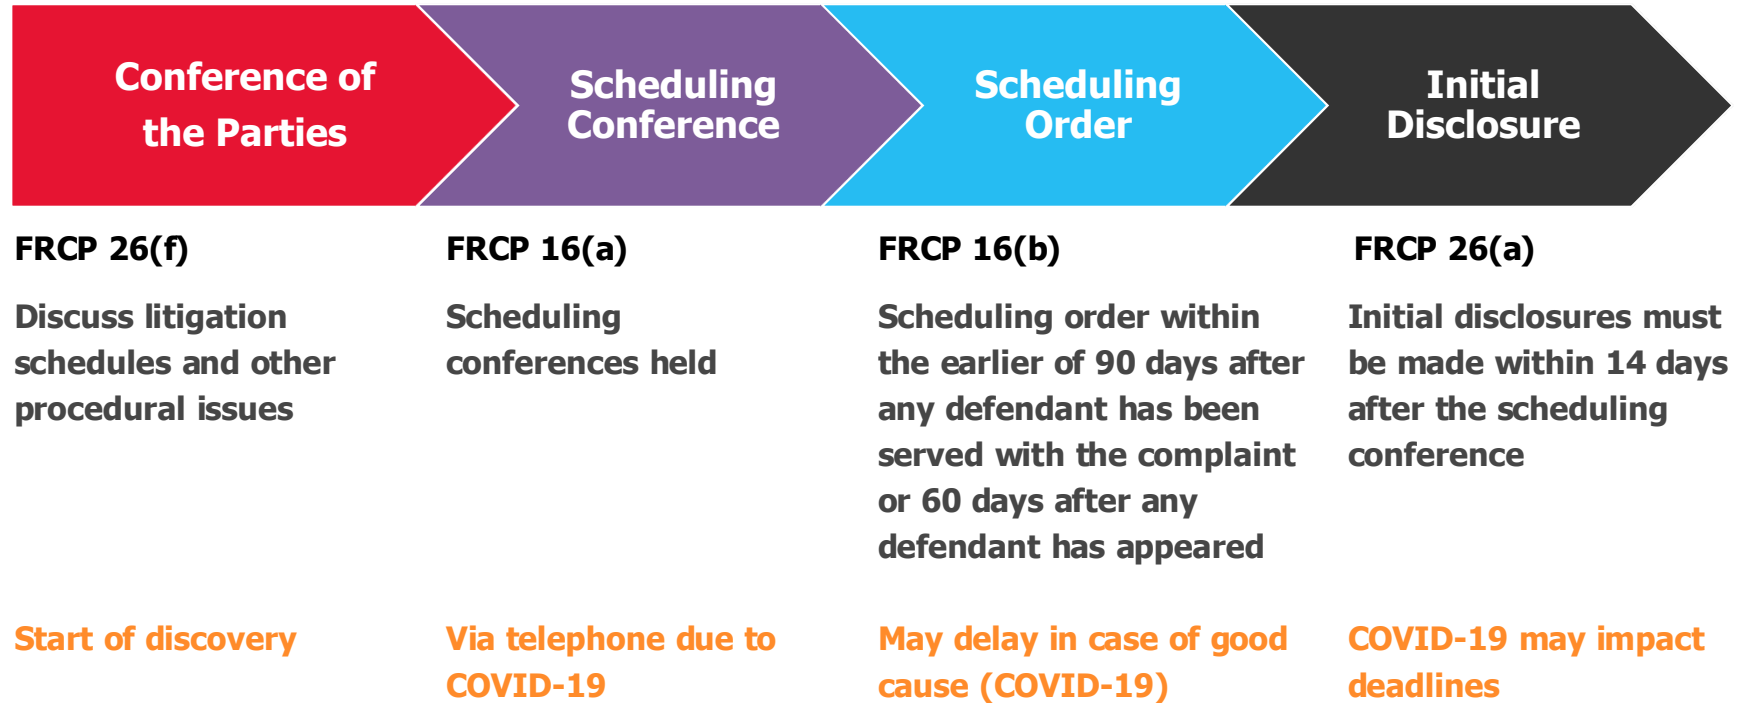 Conference of
the Parties
Scheduling
Conference
Scheduling
Order
Initial
Disclosure
FRCP 26(f)
Discuss litigation
schedules and other
procedural issues
Start of discovery
FRCP 16(a)
Scheduling
conferences held
Via telephone due to
COVID-19
FRCP 16(b)
Scheduling order within
the earlier of 90 days after
any defendant has been
served with the complaint
or 60 days after any
defendant has appeared
May delay in case of good
cause (COVID-19)
FRCP 26(a)
Initial disclosures must
be made within 14 days
after the scheduling
conference
COVID-19 may impact
deadlines